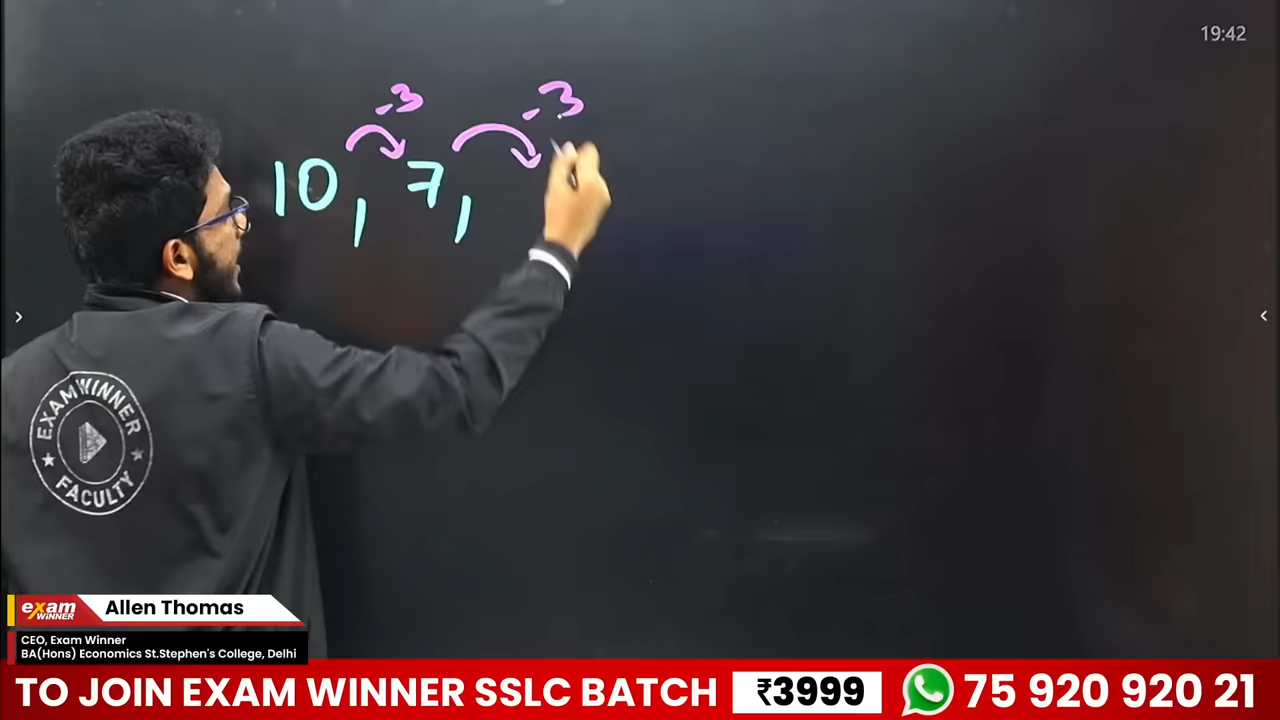 19:42
-3 -3
10, 7,
EXAM WINNER
FACULTY
exam WINNER
Allen Thomas
CEO, Exam Winner
BA(Hons) Economics St.Stephen's College, Delhi
TO JOIN EXAM WINNER SSLC BATCH ₹3999 75 920 920 21